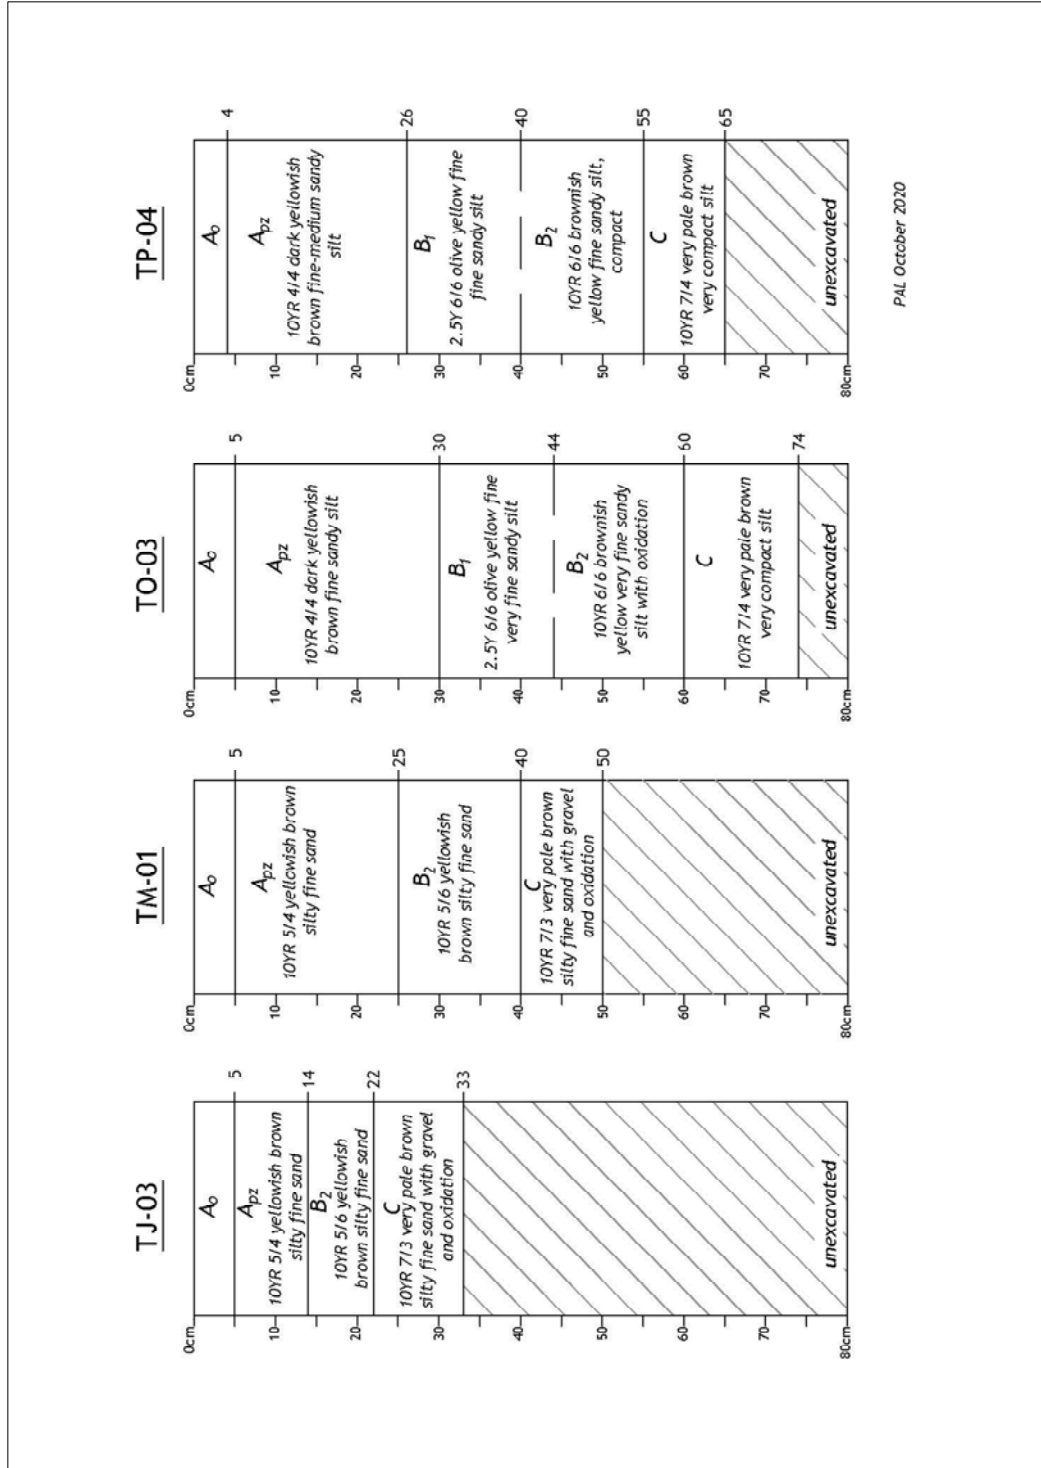 TJ-03
0cm
10
20
30
40
50
60
70
80cm
Ao
5
Apz
10YR 5/4 yellowish brown
silty fine sand
14
B2
10YR 5/6 yellowish
brown silty fine sand
22
C
10YR 7/3 very pale brown
silty fine sand with gravel
and oxidation
33
unexcavated
TM-01
0cm
10
20
30
40
50
60
70
80cm
Ao
5
Apz
10YR 5/4 yellowish brown
silty fine sand
25
B2
10YR 5/6 yellowish
brown silty fine sand
40
C
10YR 7/3 very pale brown
silty fine sand with gravel
and oxidation
50
unexcavated
TO-03
0cm
10
20
30
40
50
60
70
80cm
Ao
5
Apz
10YR 4/4 dark yellowish
brown fine sandy silt
30
B1
2.5Y 6/6 olive yellow fine
very fine sandy silt
44
B2
10YR 6/6 brownish
yellow very fine sandy
silt with oxidation
60
C
10YR 7/4 very pale brown
very compact silt
74
unexcavated
TP-04
0cm
10
20
30
40
50
60
70
80cm
Ao
4
Apz
10YR 4/4 dark yellowish
brown fine-medium sandy
silt
26
B1
2.5Y 6/6 olive yellow fine
fine sandy silt
40
B2
10YR 6/6 brownish
yellow fine sandy silt,
compact
55
C
10YR 7/4 very pale brown
very compact silt
65
unexcavated
PAL October 2020